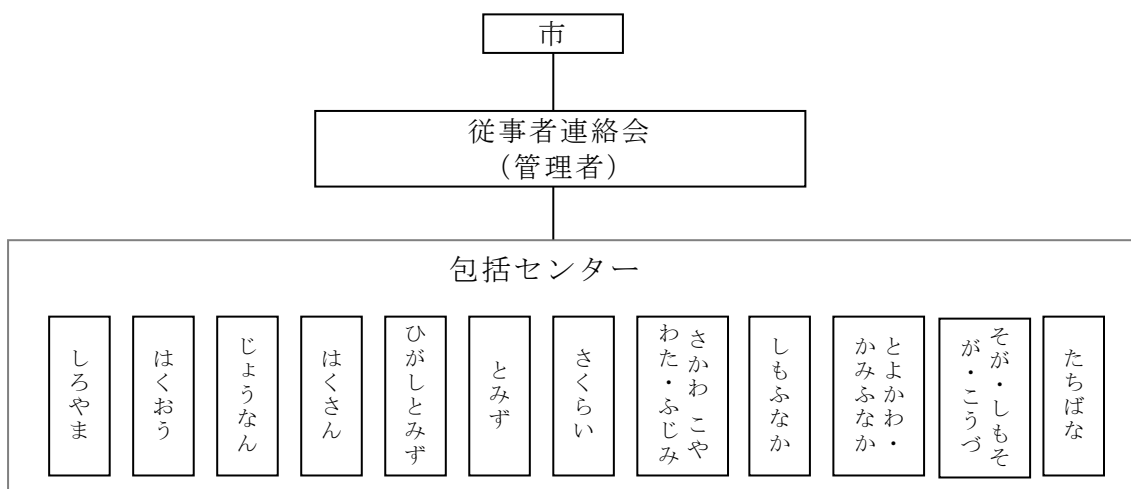 市
従事者連絡会
（管理者）
包括センター
しろやま
はくおう
じょうなん
はくさん
ひがしとみず
とみず
さくらい
さかわ こや
わた・ふじみ
しもふなか
とよかわ・
かみふなか
そが・しもそ
が・こうづ
たちばな